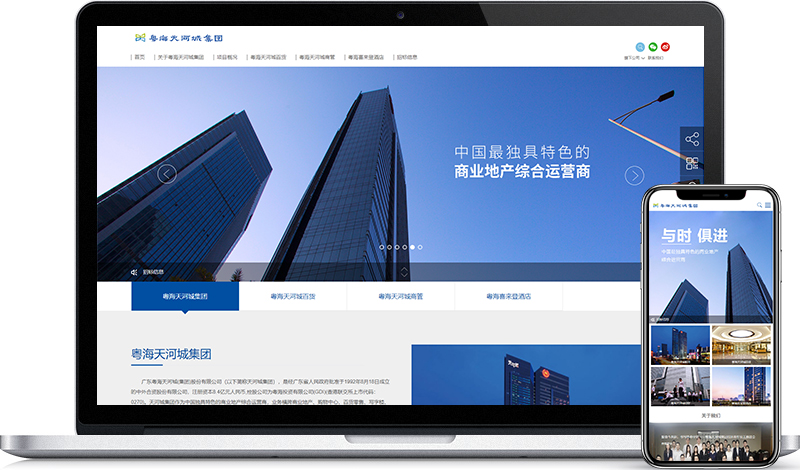 粤海天河城集团
首页
关于粤海天河城集团
项目概况
粤海天河城百货
粤海天河城商管
粤海喜来登酒店
招标信息
中国最独具特色的
商业地产综合运营商
招标信息
粤海天河城集团
粤海天河城百货
粤海天河城商管
粤海喜来登酒店
粤海天河城集团
广东粤海天河城(集团)股份有限公司（以下简称天河城集团），是经广东省人民政府批准于1992年8月18日成立
的中外合资股份有限公司，注册资本8.4亿元人民币,控股公司为粤海投资有限公司(GDI)(香港联交所上市代码:
0270)。天河城集团作为中国独具特色的商业地产综合运营商，业务横跨商业地产、购物中心、百货零售、写字楼、
粤海天河城集团
与时 俱进
中国最独具特色的商业地产
综合运营商
关于我们